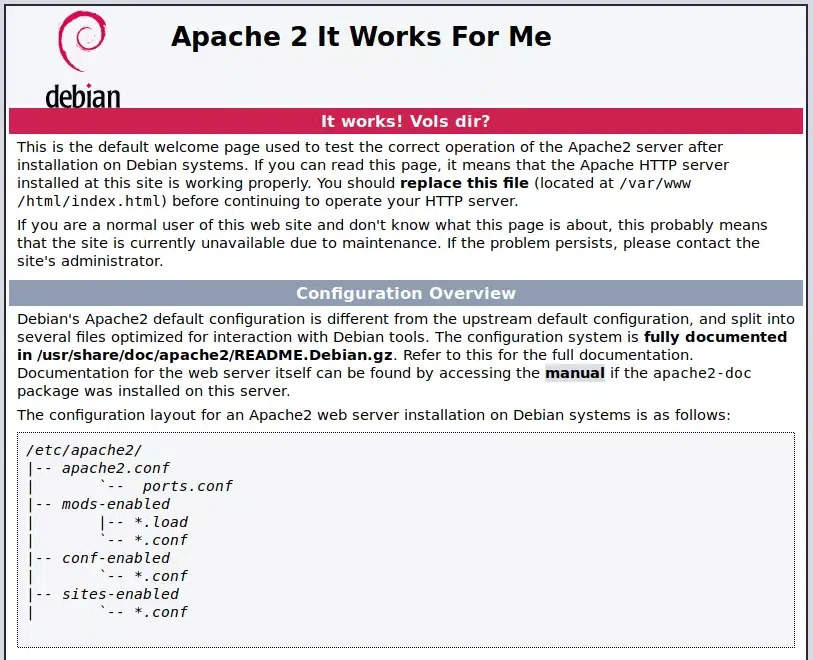 debian
Apache 2 It Works For Me
It works! Vols dir?
This is the default welcome page used to test the correct operation of the Apache2 server after
installation on Debian systems. If you can read this page, it means that the Apache HTTP server
installed at this site is working properly. You should replace this file (located at /var/www
/html/index.html) before continuing to operate your HTTP server.
If you are a normal user of this web site and don't know what this page is about, this probably means
that the site is currently unavailable due to maintenance. If the problem persists, please contact the
site's administrator.
Configuration Overview
Debian's Apache2 default configuration is different from the upstream default configuration, and split into
several files optimized for interaction with Debian tools. The configuration system is fully documented
in /usr/share/doc/apache2/README.Debian.gz. Refer to this for the full documentation.
Documentation for the web server itself can be found by accessing the manual if the apache2-doc
package was installed on this server.
The configuration layout for an Apache2 web server installation on Debian systems is as follows:
/etc/apache2/
|-- apache2.conf
|       `--  ports.conf
|-- mods-enabled
|       |-- *.load
|       `-- *.conf
|-- conf-enabled
|       `-- *.conf
|-- sites-enabled
|       `-- *.conf